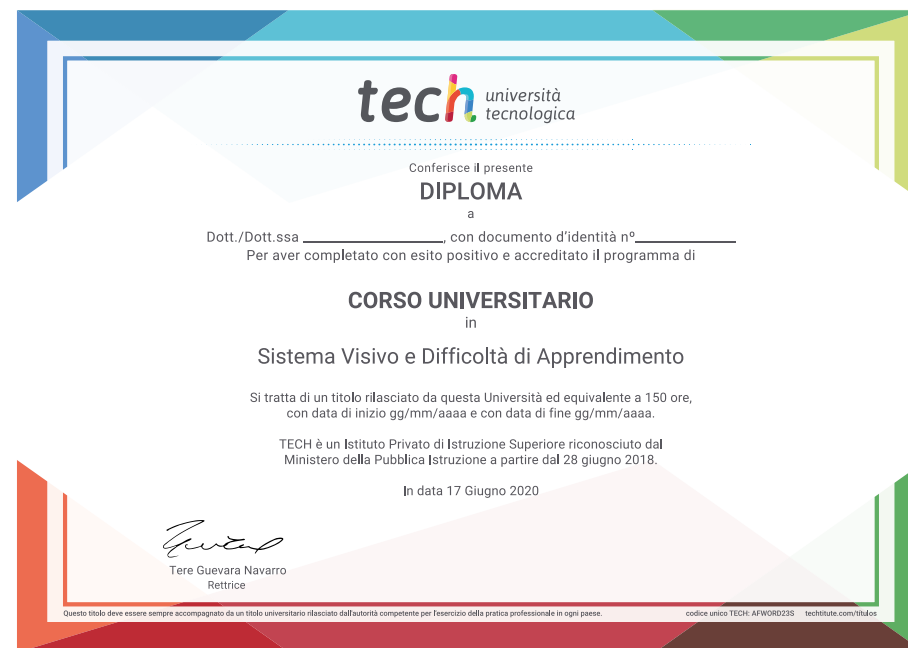 tech università
tecnologica
Conferisce il presente
DIPLOMA
a
Dott./Dott.ssa ____________________, con documento d'identità nº______________
Per aver completato con esito positivo e accreditato il programma di
CORSO UNIVERSITARIO
in
Sistema Visivo e Difficoltà di Apprendimento
Si tratta di un titolo rilasciato da questa Università ed equivalente a 150 ore,
con data di inizio gg/mm/aaaa e con data di fine gg/mm/aaaa.
TECH è un Istituto Privato di Istruzione Superiore riconosciuto dal
Ministero della Pubblica Istruzione a partire dal 28 giugno 2018.
In data 17 Giugno 2020
Tere Guevara Navarro
Rettrice
Questo titolo deve essere sempre accompagnato da un titolo universitario rilasciato dall'autorità competente per l'esercizio della pratica professionale in ogni paese. codice unico TECH: AFWORD23S techtitute.com/titulos